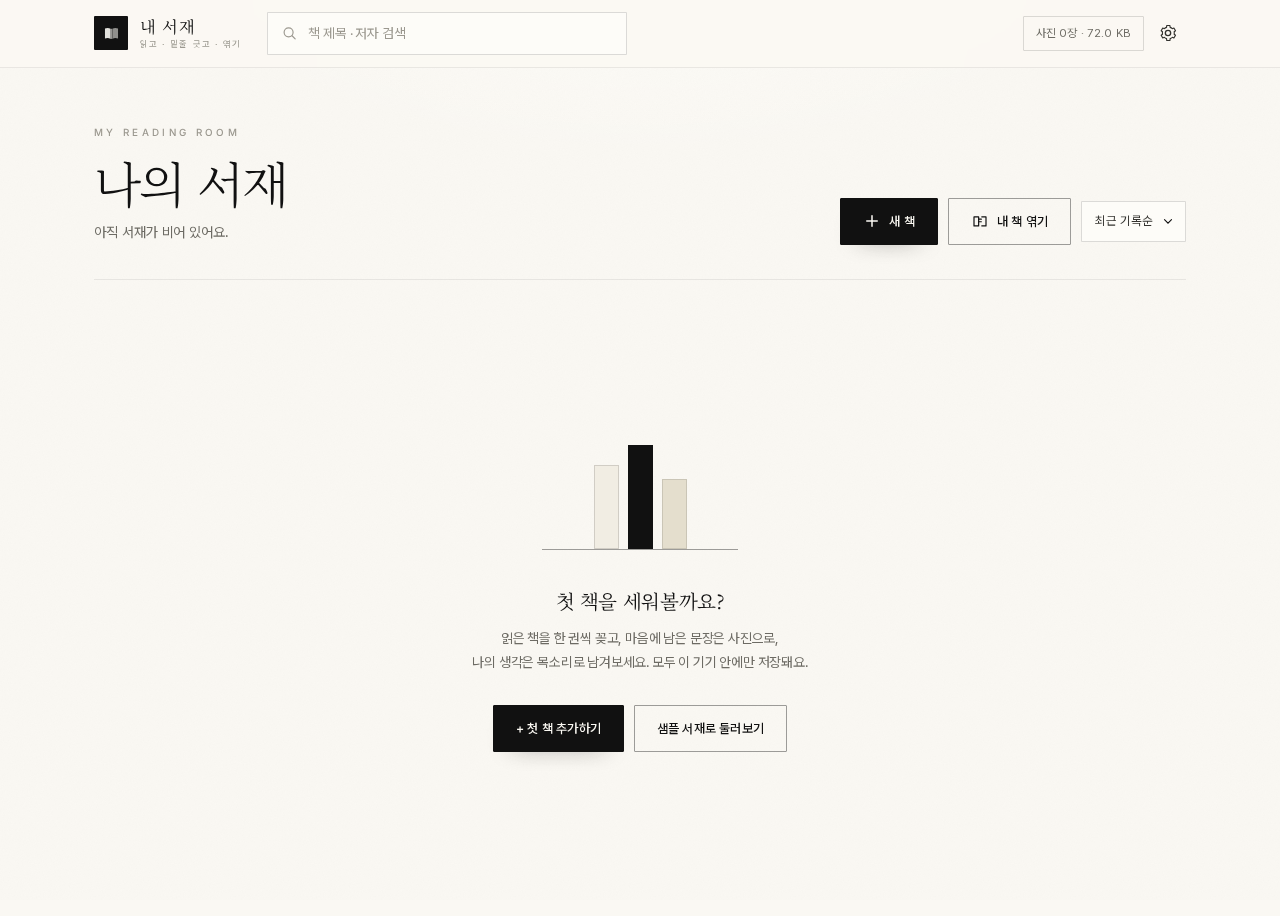 내 서재
읽고 · 밑줄 긋고 · 엮기
책 제목 · 저자 검색
사진 0장 · 72.0 KB
MY READING ROOM
나의 서재
아직 서재가 비어 있어요.
새 책
내 책 엮기
최근 기록순
첫 책을 세워볼까요?
읽은 책을 한 권씩 꽂고, 마음에 남은 문장은 사진으로,
나의 생각은 목소리로 남겨보세요. 모두 이 기기 안에만 저장돼요.
+ 첫 책 추가하기
샘플 서재로 둘러보기